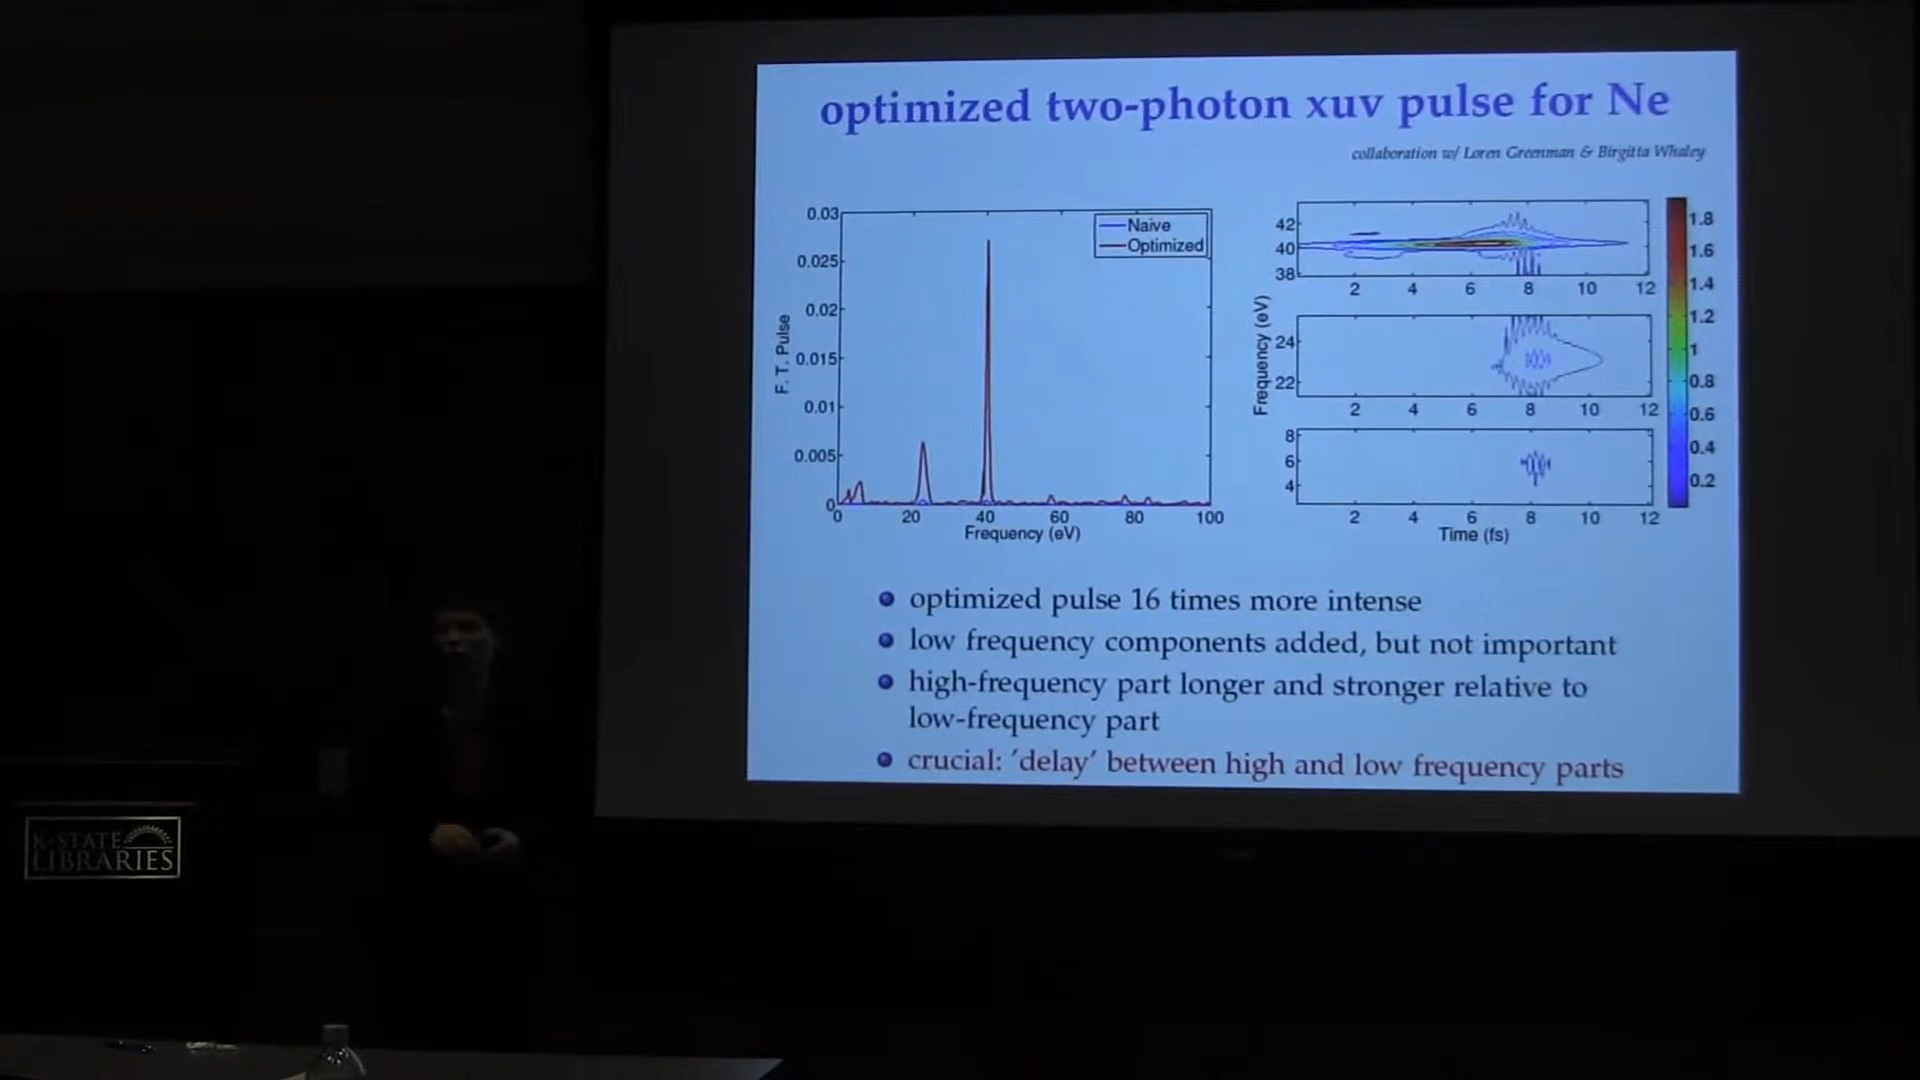 optimized two-photon xuv pulse for Ne
collaboration w/ Loren Greenman & Birgitta Whaley
0.03
0.025
0.02
0.015
0.01
0.005
0
F. T. Pulse
Naive
Optimized
0 20 40 60 80 100
Frequency (eV)
42
40
38
2 4 6 8 10 12
24
22
2 4 6 8 10 12
8
6
4
2 4 6 8 10 12
Frequency (eV)
Time (fs)
1.8
1.6
1.4
1.2
1
0.8
0.6
0.4
0.2
optimized pulse 16 times more intense
low frequency components added, but not important
high-frequency part longer and stronger relative to
low-frequency part
crucial: 'delay' between high and low frequency parts
K-STATE
LIBRARIES